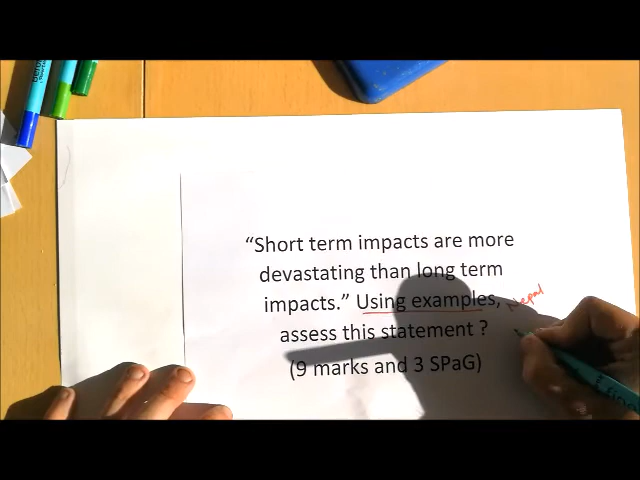 “Short term impacts are more
devastating than long term
impacts.” Using examples, Nepal
assess this statement ?
(9 marks and 3 SPaG)